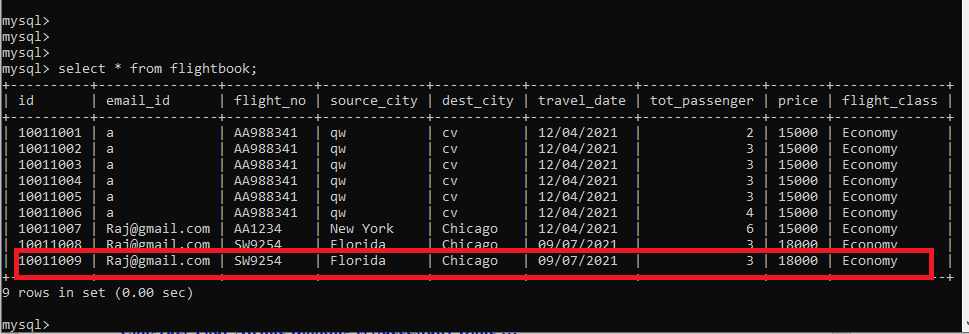 mysql>
mysql>
mysql>
mysql> select * from flightbook;
+----------+---------------+-----------+-------------+-----------+-------------+---------------+-------+--------------+
| id | email_id | flight_no | source_city | dest_city | travel_date | tot_passenger | price | flight_class |
+----------+---------------+-----------+-------------+-----------+-------------+---------------+-------+--------------+
| 10011001 | a | AA988341 | qw | cv | 12/04/2021 | 2 | 15000 | Economy |
| 10011002 | a | AA988341 | qw | cv | 12/04/2021 | 3 | 15000 | Economy |
| 10011003 | a | AA988341 | qw | cv | 12/04/2021 | 3 | 15000 | Economy |
| 10011004 | a | AA988341 | qw | cv | 12/04/2021 | 3 | 15000 | Economy |
| 10011005 | a | AA988341 | qw | cv | 12/04/2021 | 3 | 15000 | Economy |
| 10011006 | a | AA988341 | qw | cv | 12/04/2021 | 4 | 15000 | Economy |
| 10011007 | Raj@gmail.com | AA1234 | New York | Chicago | 12/04/2021 | 6 | 15000 | Economy |
| 10011008 | Raj@gmail.com | SW9254 | Florida | Chicago | 09/07/2021 | 3 | 18000 | Economy |
| 10011009 | Raj@gmail.com | SW9254 | Florida | Chicago | 09/07/2021 | 3 | 18000 | Economy |
9 rows in set (0.00 sec)
mysql>